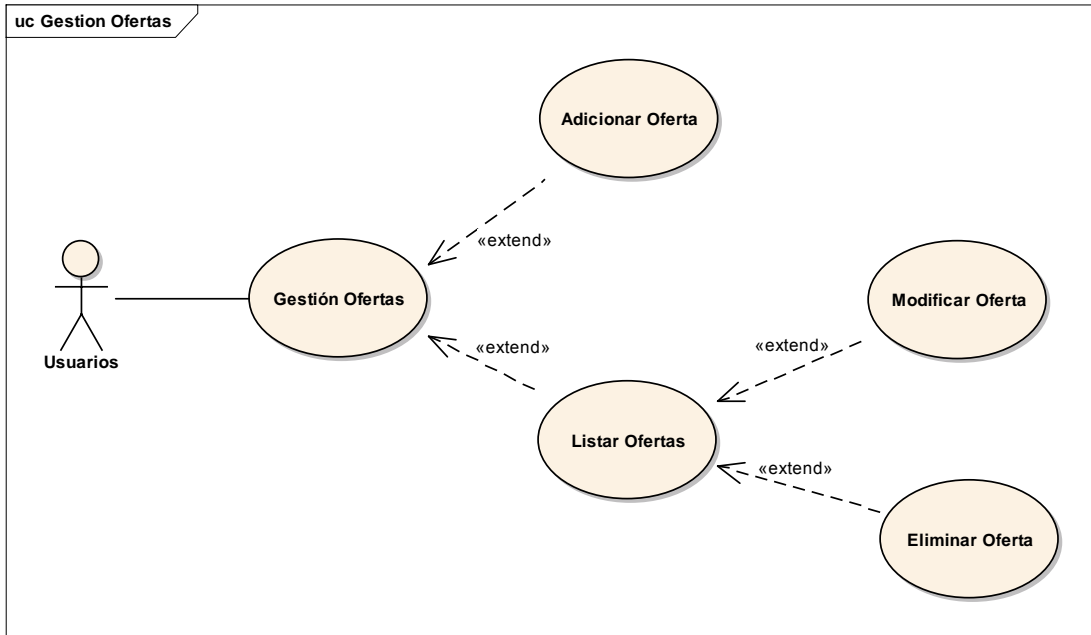 uc Gestion Ofertas
Adicionar Oferta
«extend»
Gestión Ofertas
Modificar Oferta
Usuarios
«extend»
«extend»
Listar Ofertas
«extend»
Eliminar Oferta